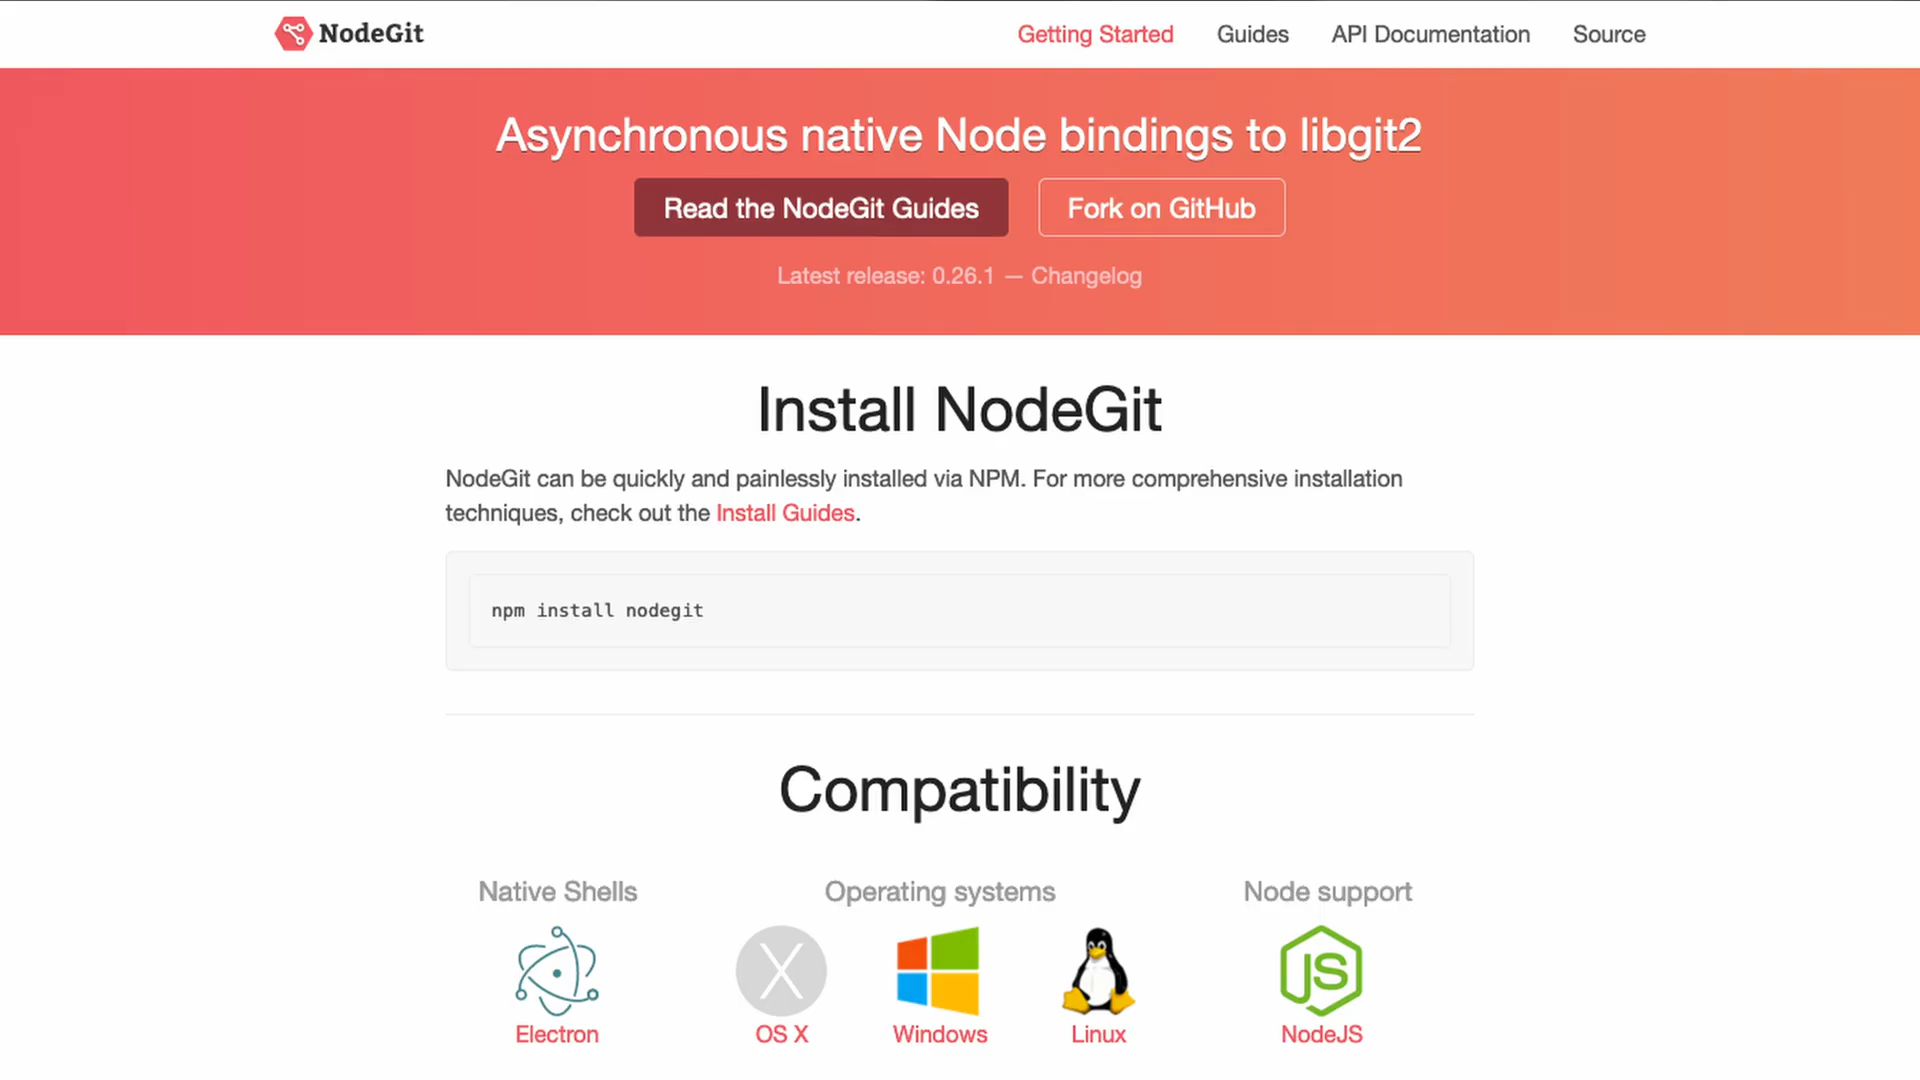 NodeGit
Getting Started
Guides
API Documentation
Source
Asynchronous native Node bindings to libgit2
Read the NodeGit Guides
Fork on GitHub
Latest release: 0.26.1 — Changelog
Install NodeGit
NodeGit can be quickly and painlessly installed via NPM. For more comprehensive installation
techniques, check out the Install Guides.
npm install nodegit
Compatibility
Native Shells
Operating systems
Node support
X
JS
Electron
OS X
Windows
Linux
NodeJS